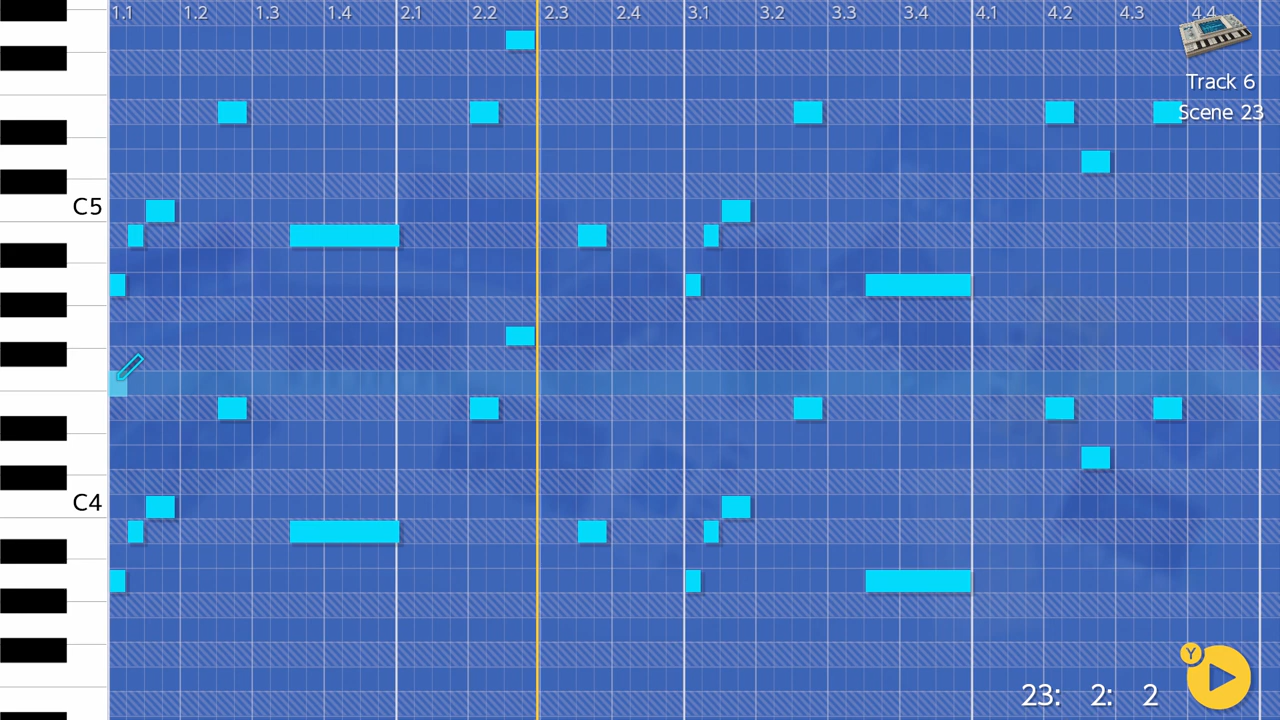 1.1 1.2 1.3 1.4 2.1 2.2 2.3 2.4 3.1 3.2 3.3 3.4 4.1 4.2 4.3 4.4
Track 6
Scene 23
C5
C4
23: 2: 2
Y